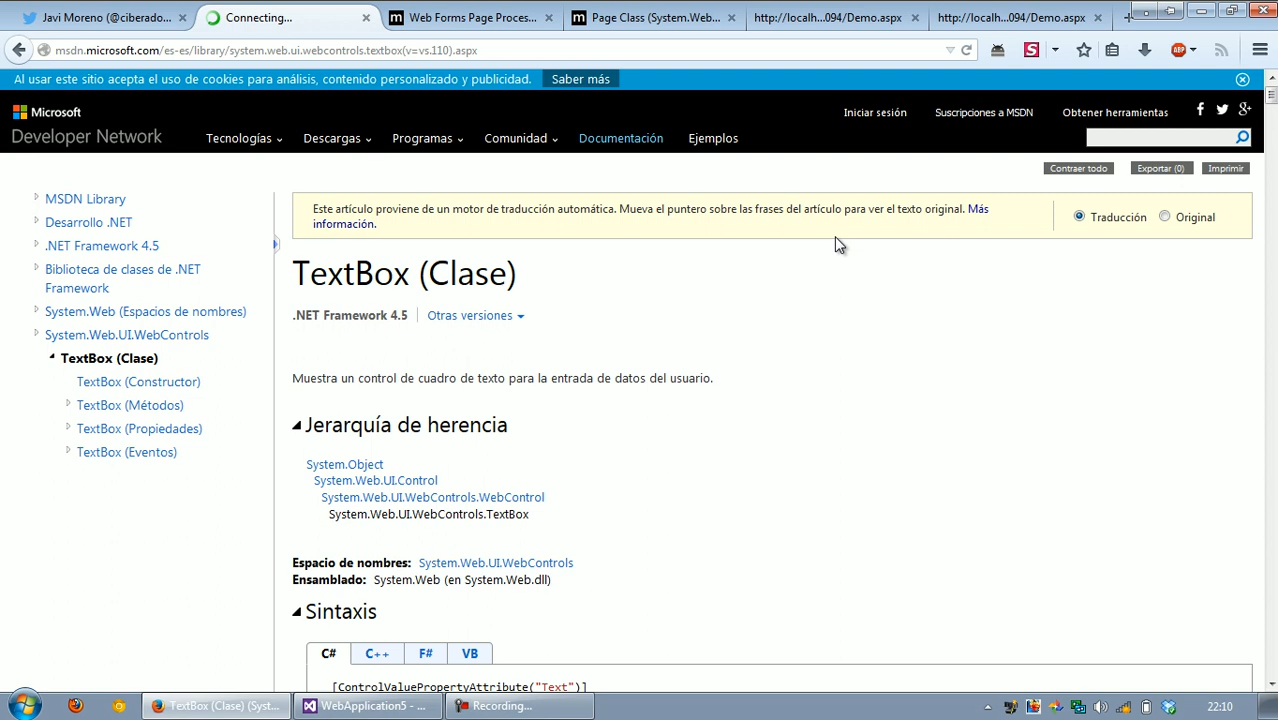 Javi Moreno (@ciberado... × Connecting... × Web Forms Page Proces... × Page Class (System.Web... × http://localh...094/Demo.aspx × http://localh...094/Demo.aspx ×
msdn.microsoft.com/es-es/library/system.web.ui.webcontrols.textbox(v=vs.110).aspx
Al usar este sitio acepta el uso de cookies para análisis, contenido personalizado y publicidad. Saber más
Microsoft Iniciar sesión Suscripciones a MSDN Obtener herramientas
Developer Network Tecnologías Descargas Programas Comunidad Documentación Ejemplos
Contraer todo Exportar (0) Imprimir
MSDN Library
Desarrollo .NET
.NET Framework 4.5
Biblioteca de clases de .NET
Framework
System.Web (Espacios de nombres)
System.Web.UI.WebControls
TextBox (Clase)
TextBox (Constructor)
TextBox (Métodos)
TextBox (Propiedades)
TextBox (Eventos)
Este artículo proviene de un motor de traducción automática. Mueva el puntero sobre las frases del artículo para ver el texto original. Más
información.
Traducción Original
TextBox (Clase)
.NET Framework 4.5 Otras versiones
Muestra un control de cuadro de texto para la entrada de datos del usuario.
Jerarquía de herencia
System.Object
System.Web.UI.Control
System.Web.UI.WebControls.WebControl
System.Web.UI.WebControls.TextBox
Espacio de nombres: System.Web.UI.WebControls
Ensamblado: System.Web (en System.Web.dll)
Sintaxis
C# C++ F# VB
[ControlValuePropertyAttribute("Text")]
TextBox (Clase) (Syst... WebApplication5 - ... Recording... 22:10